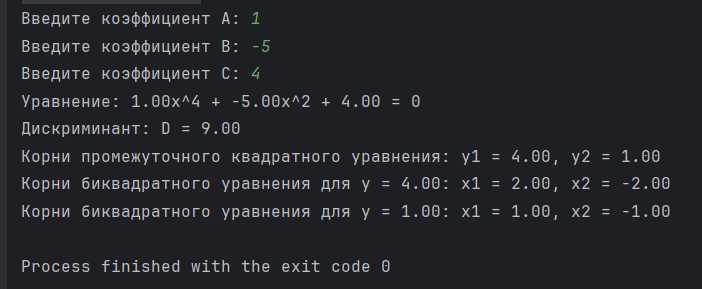 Введите коэффициент A: 1
Введите коэффициент B: -5
Введите коэффициент C: 4
Уравнение: 1.00x^4 + -5.00x^2 + 4.00 = 0
Дискриминант: D = 9.00
Корни промежуточного квадратного уравнения: y1 = 4.00, y2 = 1.00
Корни биквадратного уравнения для y = 4.00: x1 = 2.00, x2 = -2.00
Корни биквадратного уравнения для y = 1.00: x1 = 1.00, x2 = -1.00
Process finished with the exit code 0